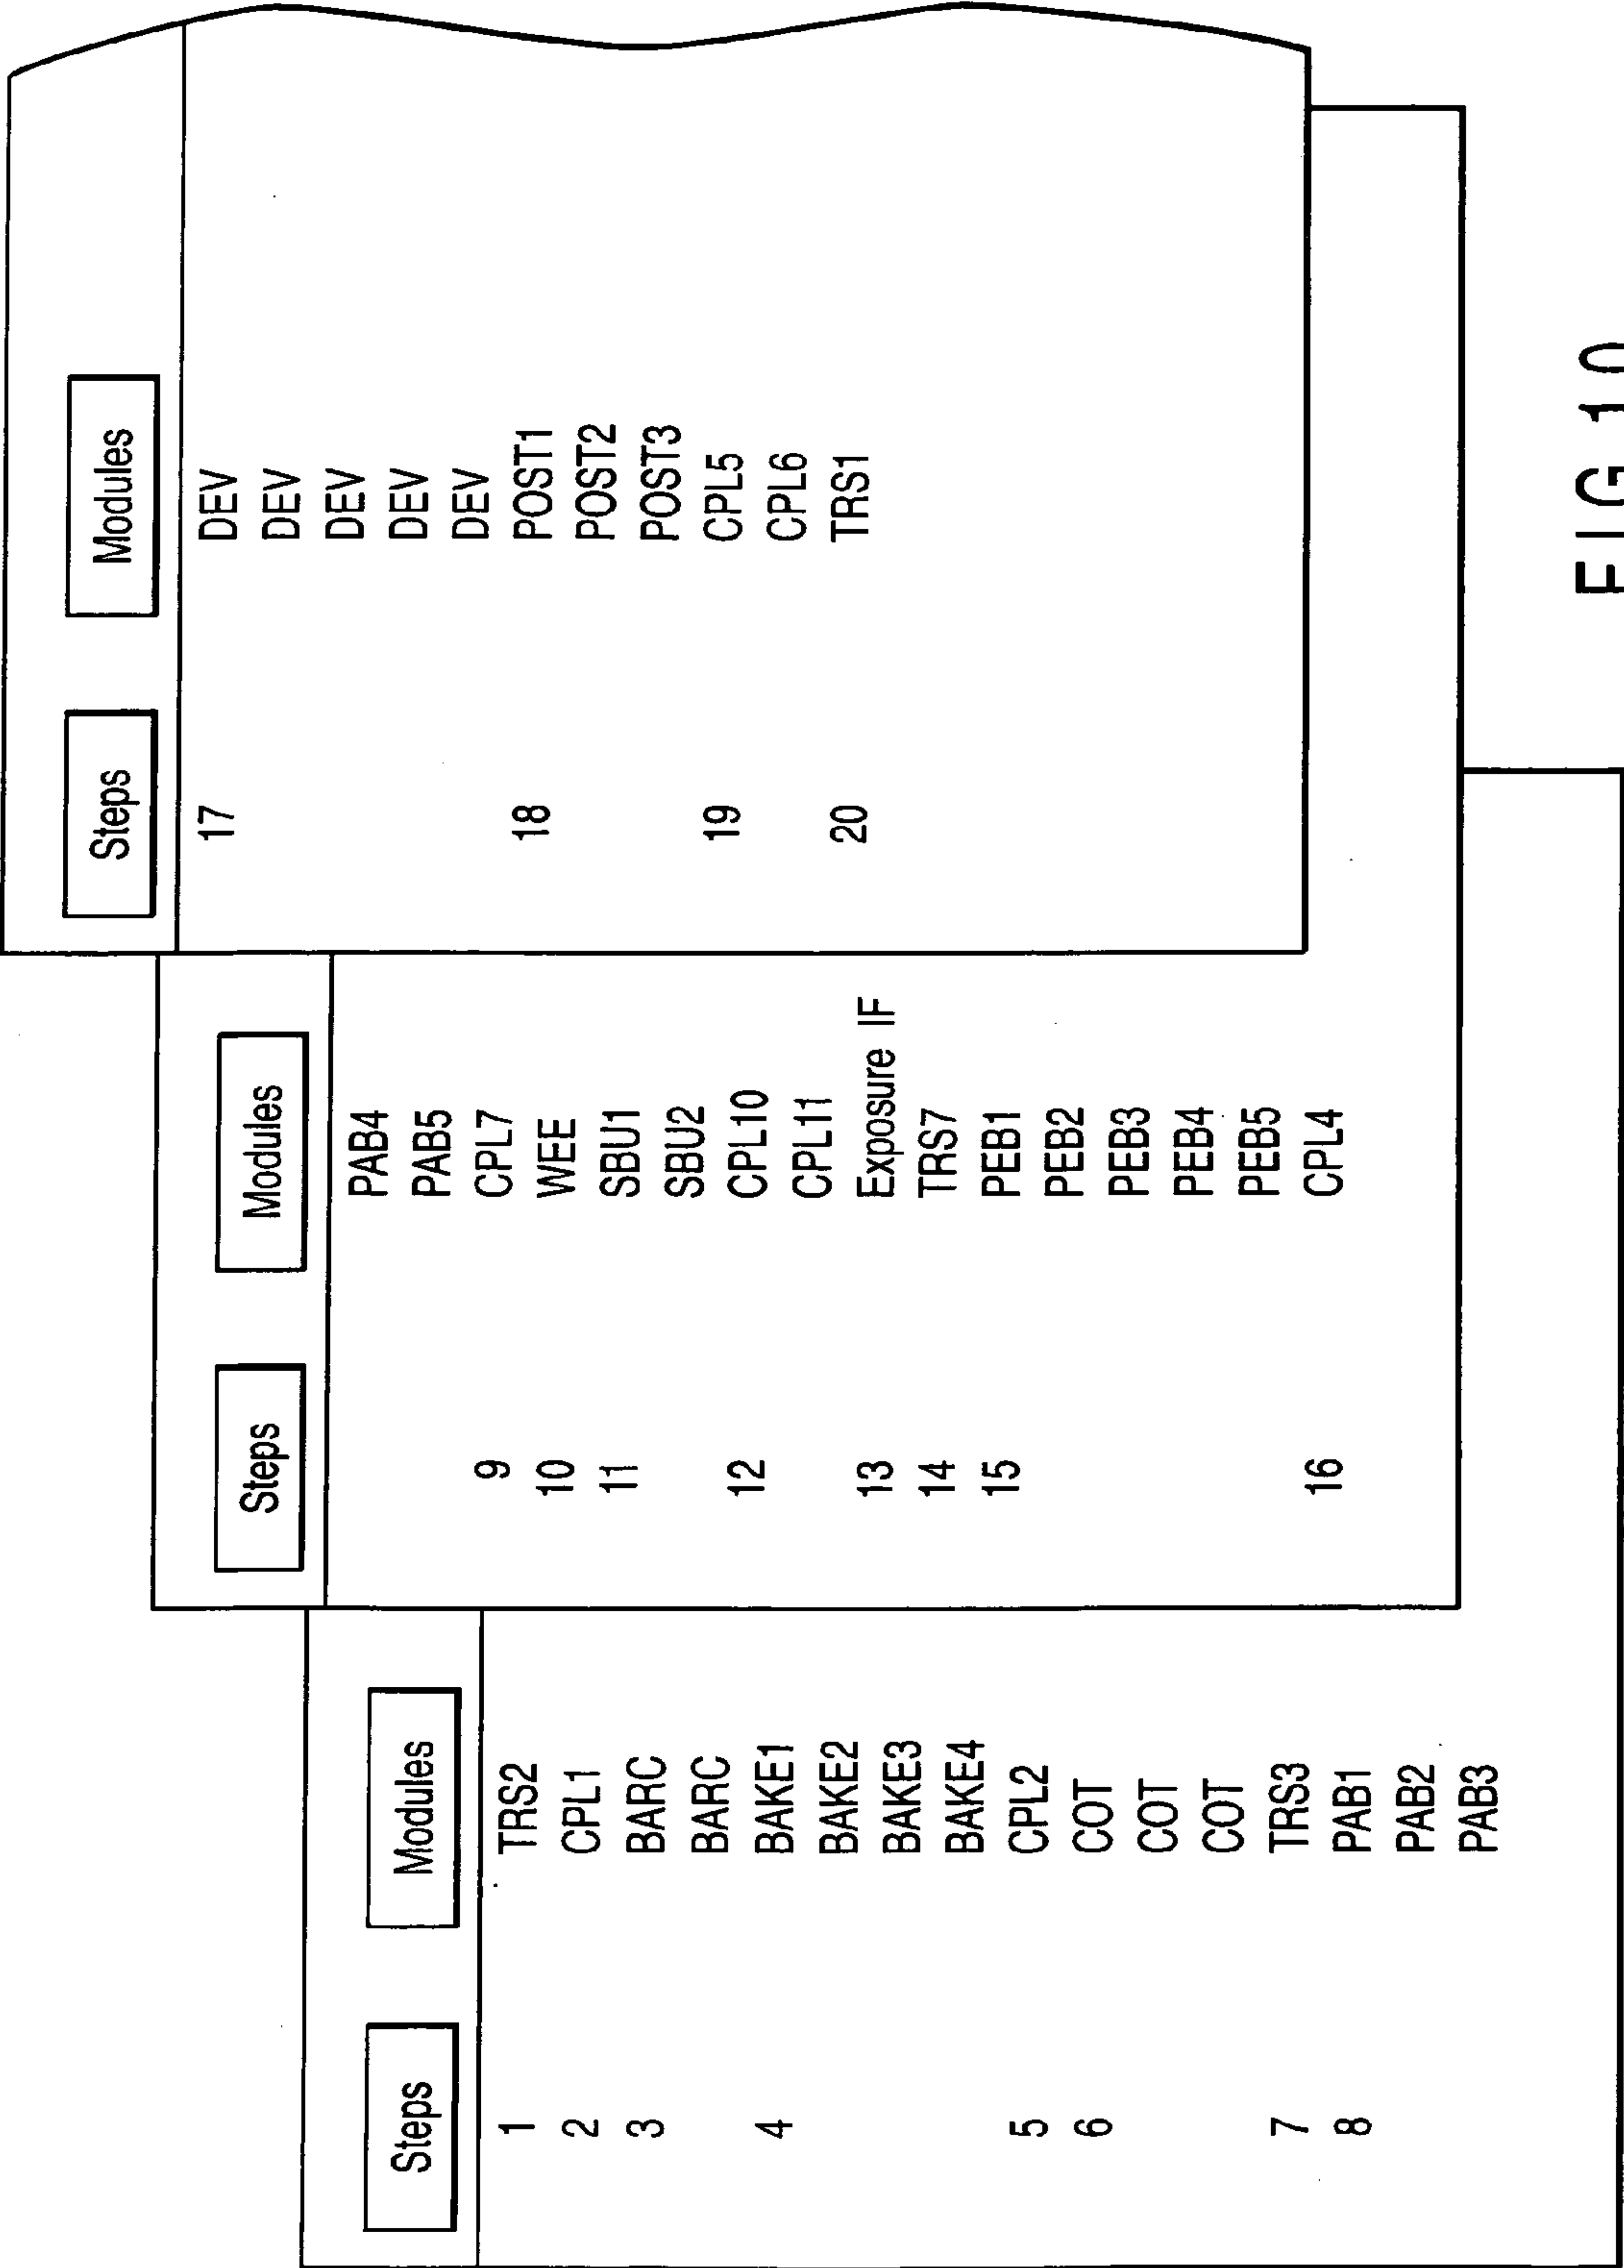 Steps Modules
1 TRS2
2 CPL1
3 BARC
BARC
4 BAKE1
BAKE2
BAKE3
BAKE4
5 CPL2
6 COT
COT
COT
7 TRS3
8 PAB1
PAB2
PAB3
Steps Modules
PAB4
PAB5
9 CPL7
10 WEE
11 SBU1
SBU2
12 CPL10
CPL11
13 Exposure IF
14 TRS7
15 PEB1
PEB2
PEB3
PEB4
PEB5
16 CPL4
Steps Modules
17 DEV
DEV
DEV
DEV
DEV
18 POST1
POST2
POST3
19 CPL5
CPL6
20 TRS1
FIG.10